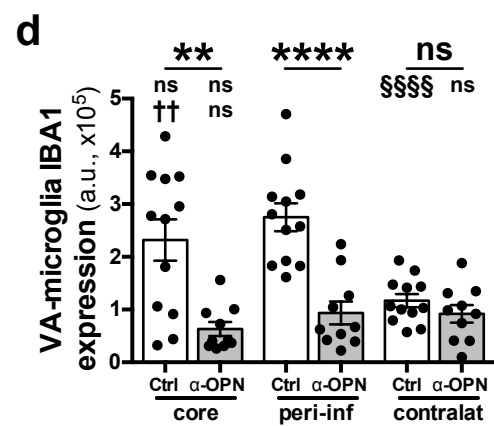 d
** **** ns
ns ns §§§§ ns
†† ns
VA-microglia IBA1
expression (a.u., x10⁵)
5
4
3
2
1
0
Ctrl α-OPN Ctrl α-OPN Ctrl α-OPN
core peri-inf contralat